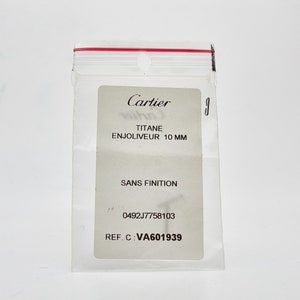 Cartier
TITANE
ENJOLIVEUR 10 MM
SANS FINITION
0492J7758103
REF. C : VA601939